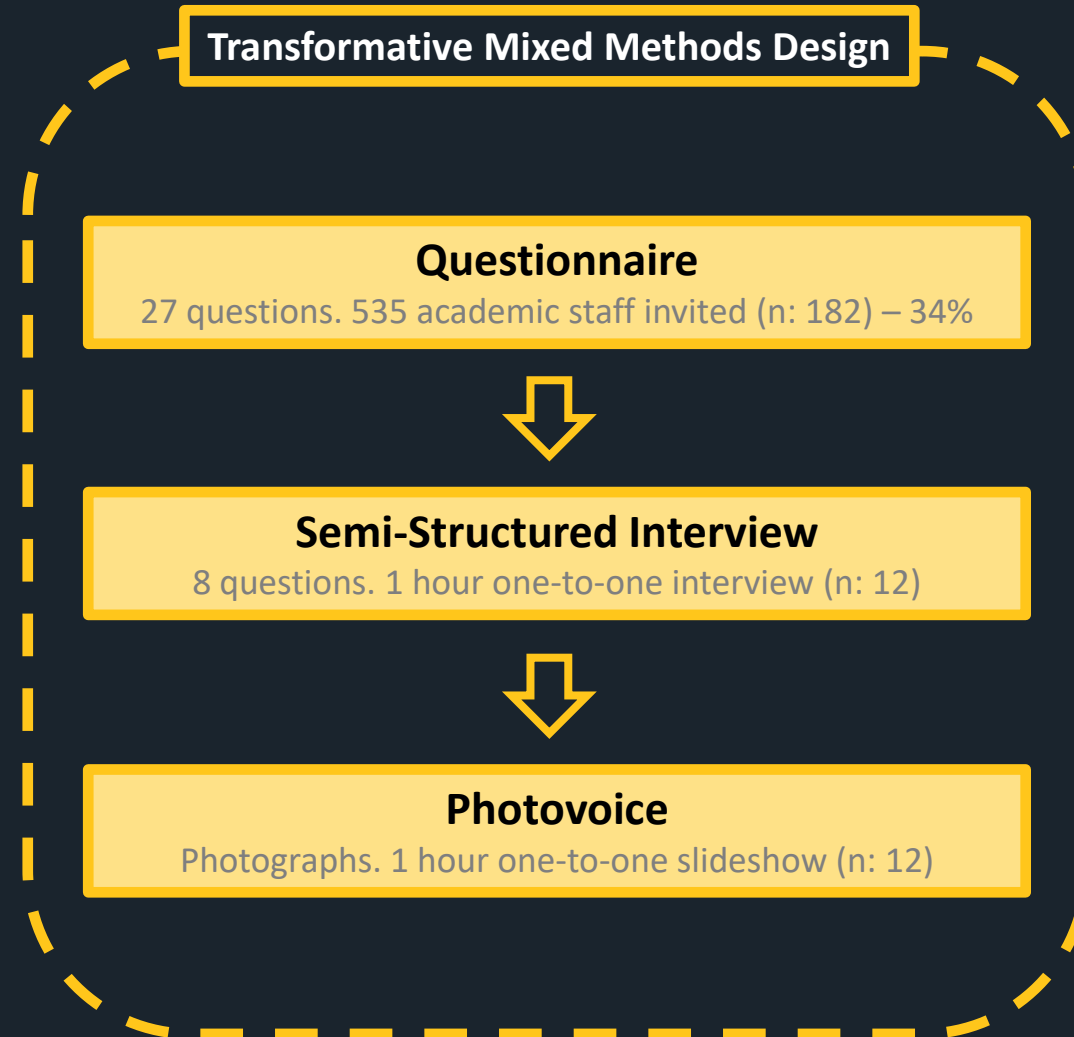 Transformative Mixed Methods Design
Questionnaire
27 questions. 535 academic staff invited (n: 182) – 34%
Semi-Structured Interview
8 questions. 1 hour one-to-one interview (n: 12)
Photovoice
Photographs. 1 hour one-to-one slideshow (n: 12)